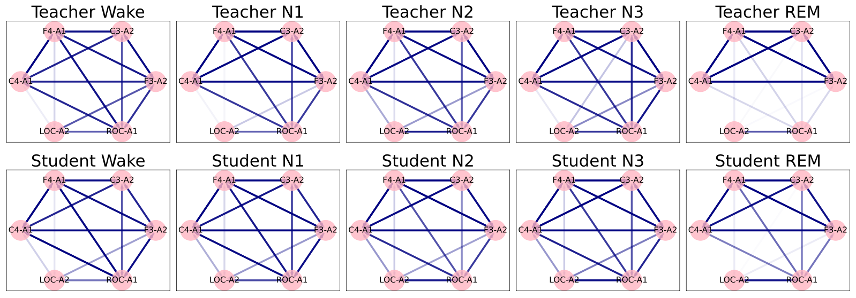 Teacher Wake Teacher N1 Teacher N2 Teacher N3 Teacher REM
F4-A1 C3-A2 F4-A1 C3-A2 F4-A1 C3-A2 F4-A1 C3-A2 F4-A1 C3-A2
C4-A1 F3-A2 C4-A1 F3-A2 C4-A1 F3-A2 C4-A1 F3-A2 C4-A1 F3-A2
LOC-A2 ROC-A1 LOC-A2 ROC-A1 LOC-A2 ROC-A1 LOC-A2 ROC-A1 LOC-A2 ROC-A1
Student Wake Student N1 Student N2 Student N3 Student REM
F4-A1 C3-A2 F4-A1 C3-A2 F4-A1 C3-A2 F4-A1 C3-A2 F4-A1 C3-A2
C4-A1 F3-A2 C4-A1 F3-A2 C4-A1 F3-A2 C4-A1 F3-A2 C4-A1 F3-A2
LOC-A2 ROC-A1 LOC-A2 ROC-A1 LOC-A2 ROC-A1 LOC-A2 ROC-A1 LOC-A2 ROC-A1